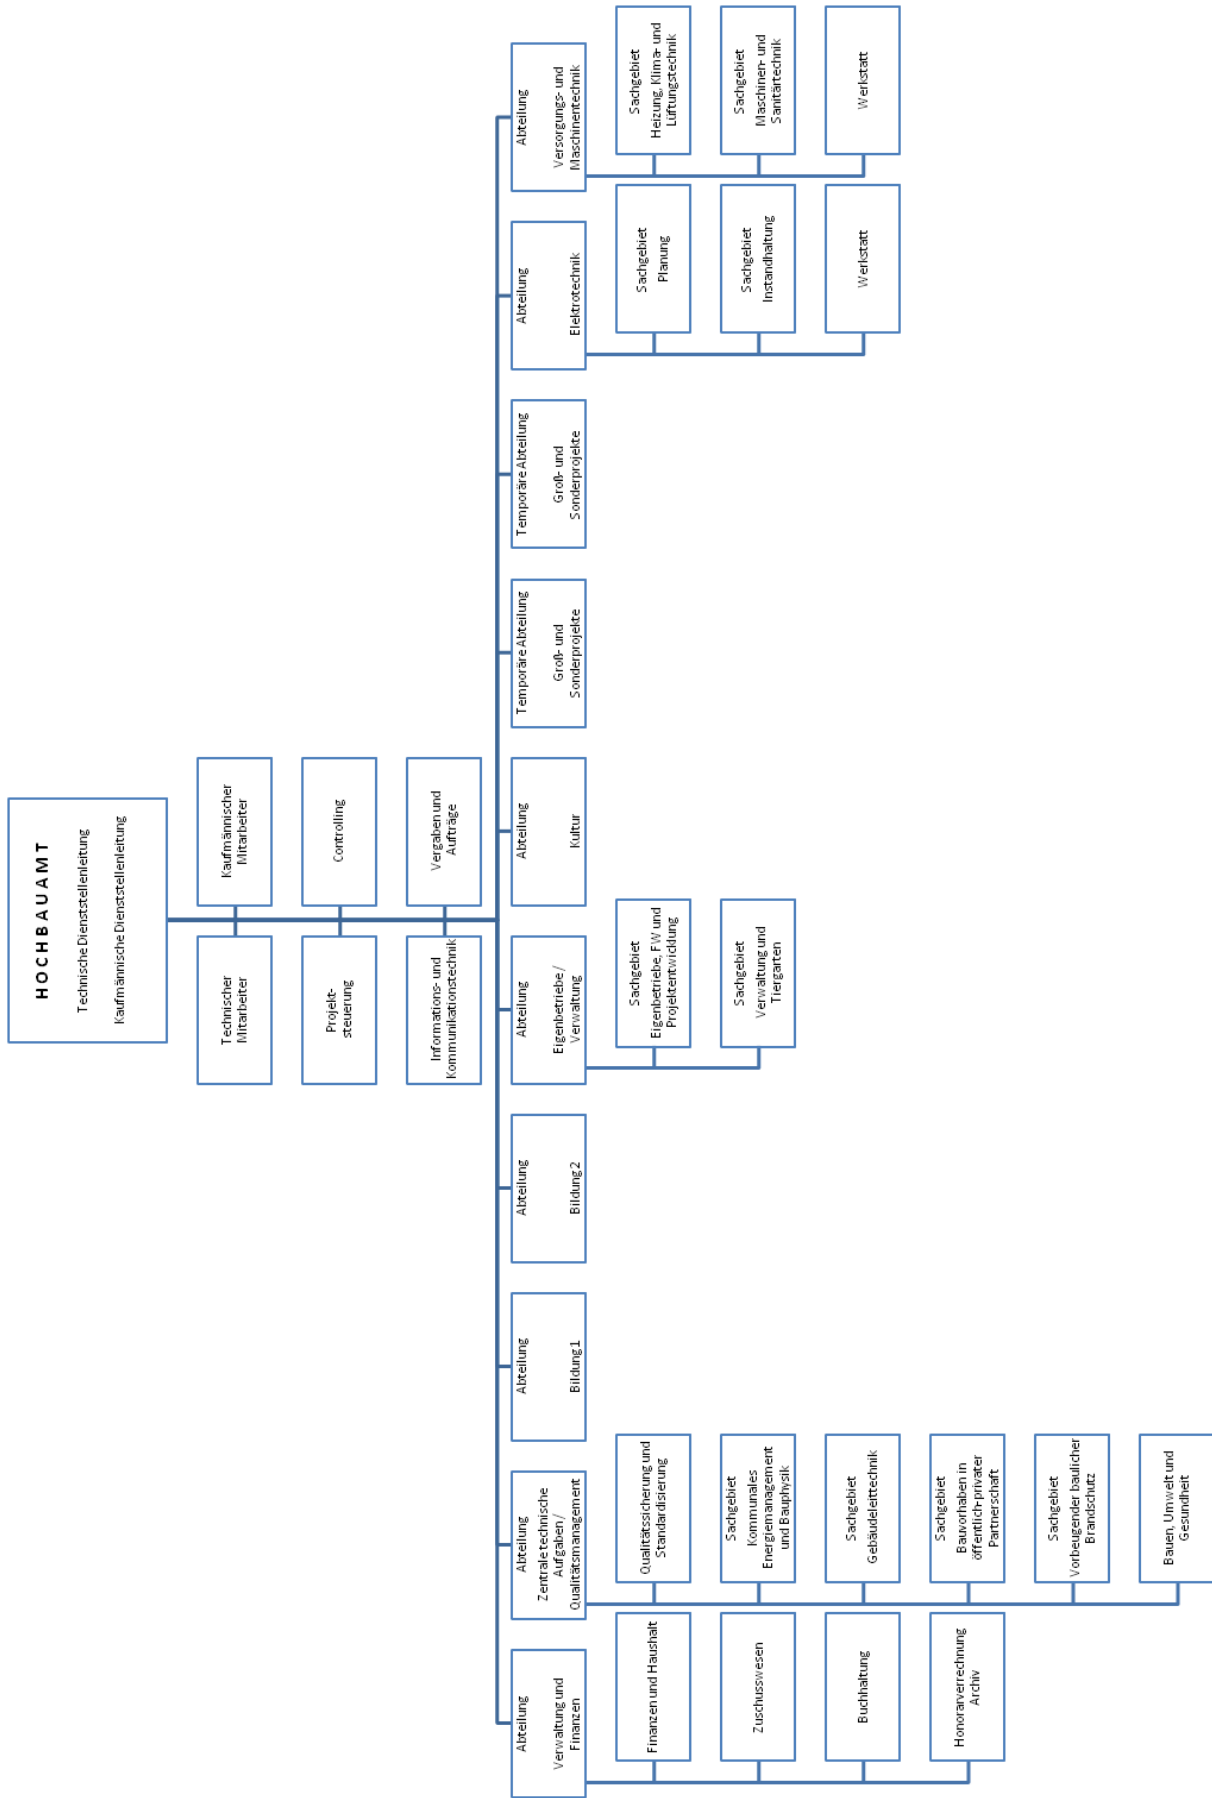 HOCHBAUAMT
Technische Dienststellenleitung
Kaufmännische Dienststellenleitung
Technischer
Mitarbeiter
Kaufmännischer
Mitarbeiter
Projekt-
steuerung
Controlling
Informations- und
Kommunikationstechnik
Vergaben und
Aufträge
Abteilung
Verwaltung und
Finanzen
Finanzen und Haushalt
Zuschusswesen
Buchhaltung
Honorarverrechnung
Archiv
Abteilung
Zentrale technische
Aufgaben /
Qualitätsmanagement
Qualitätssicherung und
Standardisierung
Sachgebiet
Kommunales
Energiemanagement
und Bauphysik
Sachgebiet
Gebäudeleittechnik
Sachgebiet
Bauvorhaben in
öffentlich-privater
Partnerschaft
Sachgebiet
Vorbeugender baulicher
Brandschutz
Bauen, Umwelt und
Gesundheit
Abteilung
Bildung 1
Abteilung
Bildung 2
Abteilung
Eigenbetriebe /
Verwaltung
Sachgebiet
Eigenbetriebe, FW und
Projektentwicklung
Sachgebiet
Verwaltung und
Tiergarten
Abteilung
Kultur
Temporäre Abteilung
Groß- und
Sonderprojekte
Temporäre Abteilung
Groß- und
Sonderprojekte
Abteilung
Elektrotechnik
Sachgebiet
Planung
Sachgebiet
Instandhaltung
Werkstatt
Abteilung
Versorgungs- und
Maschinentechnik
Sachgebiet
Heizung, Klima- und
Lüftungstechnik
Sachgebiet
Maschinen- und
Sanitärtechnik
Werkstatt